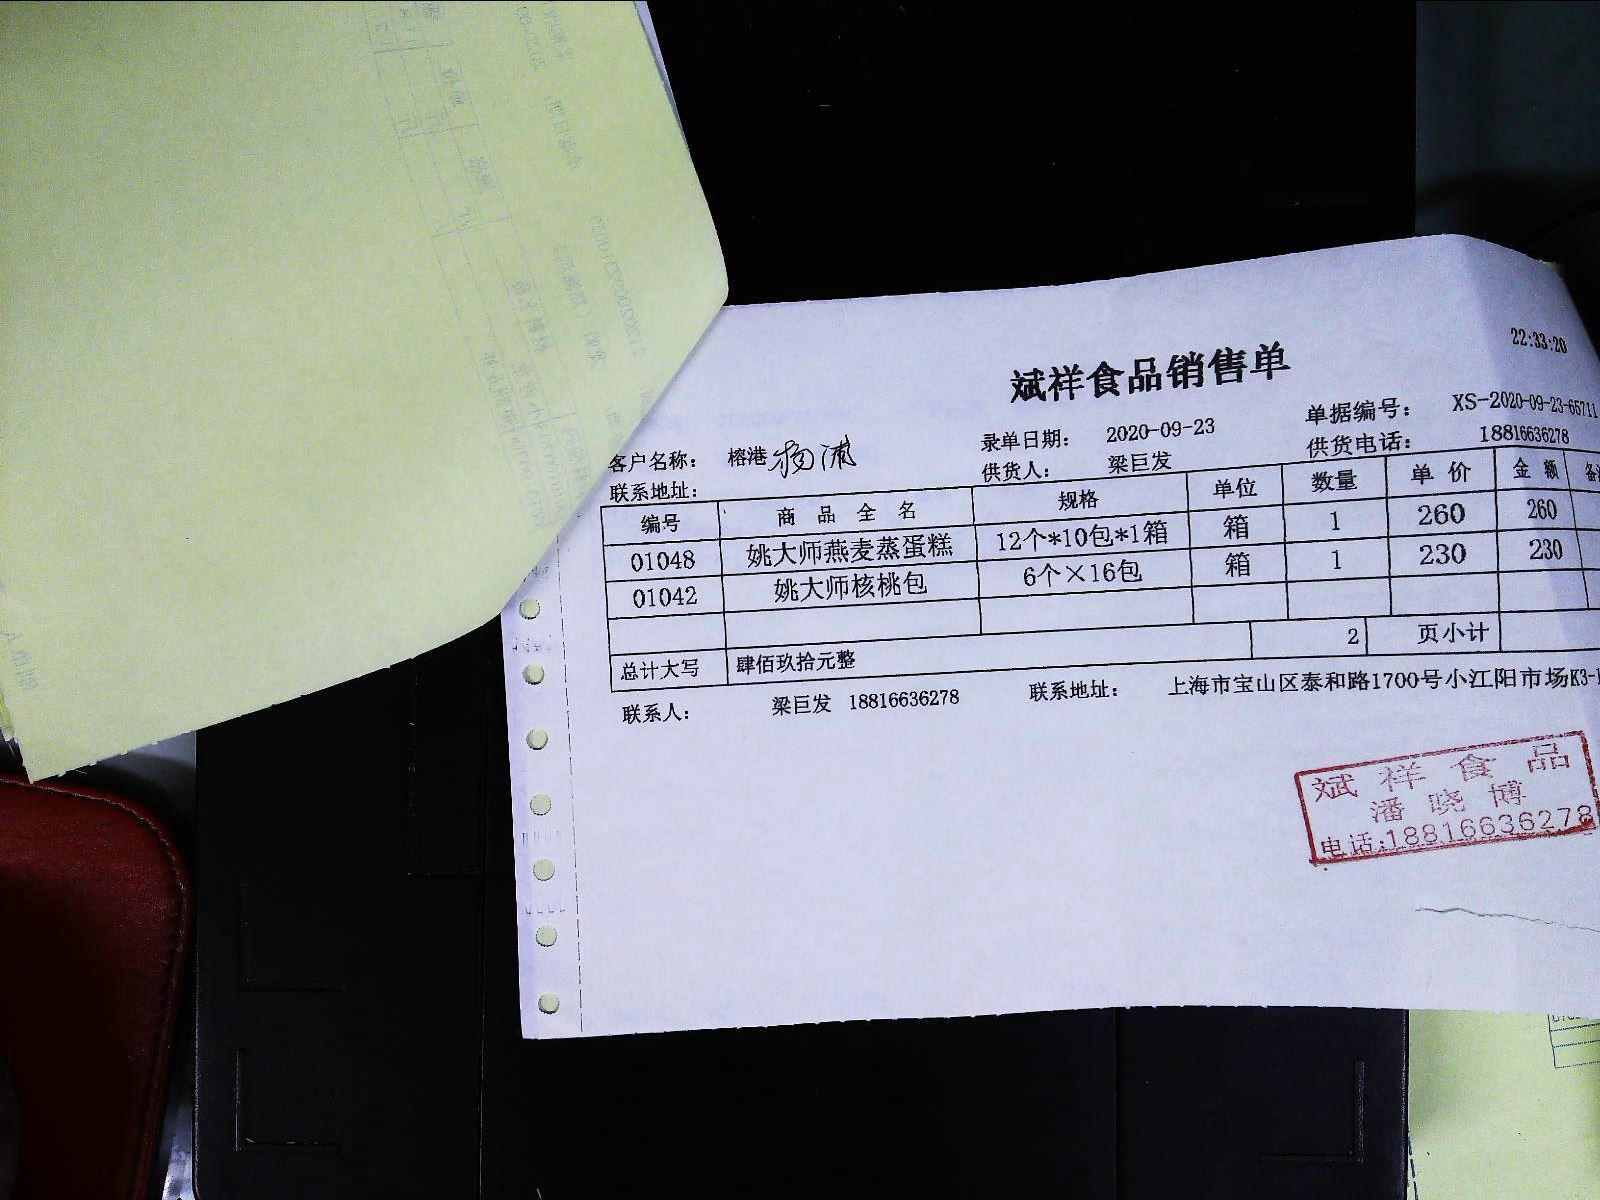 22:33:20
斌祥食品销售单
客户名称： 榕港 杨浦 录单日期： 2020-09-23 单据编号： XS-2020-09-23-65711
联系地址： 供货人： 梁巨发 供货电话： 18816636278
编号 商品全名 规格 单位 数量 单价 金额
01048 姚大师燕麦蒸蛋糕 12个*10包*1箱 箱 1 260 260
01042 姚大师核桃包 6个×16包 箱 1 230 230
2 页小计
总计大写 肆佰玖拾元整
联系人： 梁巨发 18816636278 联系地址： 上海市宝山区泰和路1700号小江阳市场K3-
斌祥食品
潘晓博
电话:18816636278